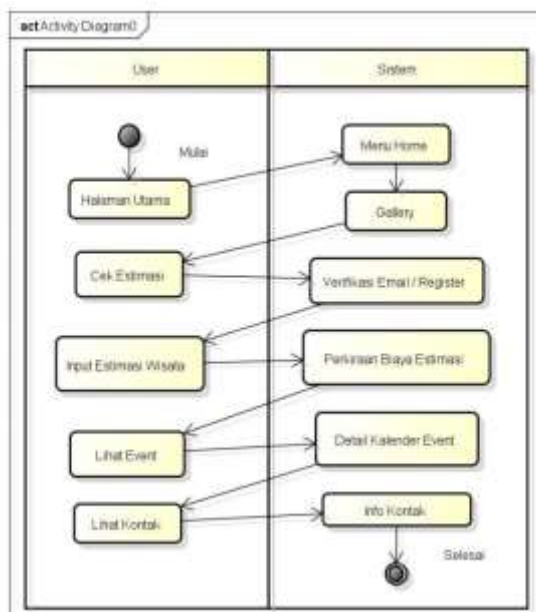 act Activity Diagram0
User
Sistem
Mulai
Menu Home
Halaman Utama
Gallery
Cek Estimasi
Verifikasi Email / Register
Input Estimasi Wisata
Perkiraan Biaya Estimasi
Lihat Event
Detail Kalender Event
Lihat Kontak
Info Kontak
Selesai